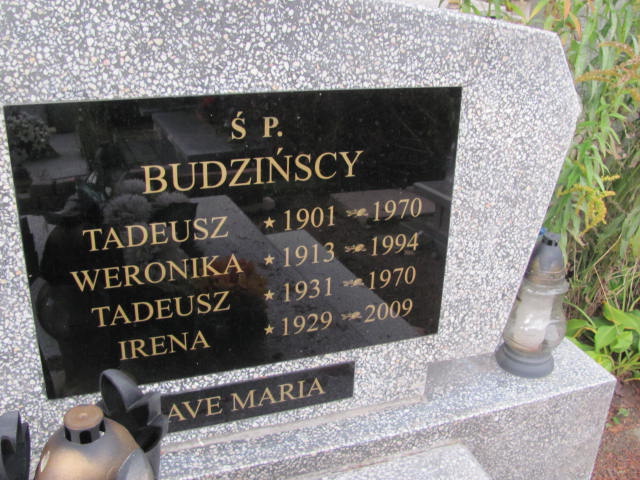 Ś P.
BUDZIŃSCY
TADEUSZ ★ 1901 1970
WERONIKA ★ 1913 1994
TADEUSZ ★ 1931 1970
IRENA ★ 1929 2009
AVE MARIA